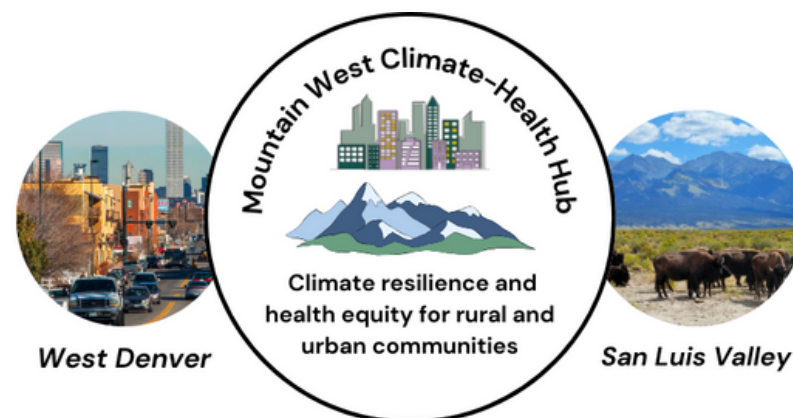 Mountain West Climate-Health Hub
Climate resilience and
health equity for rural and
urban communities
West Denver
San Luis Valley